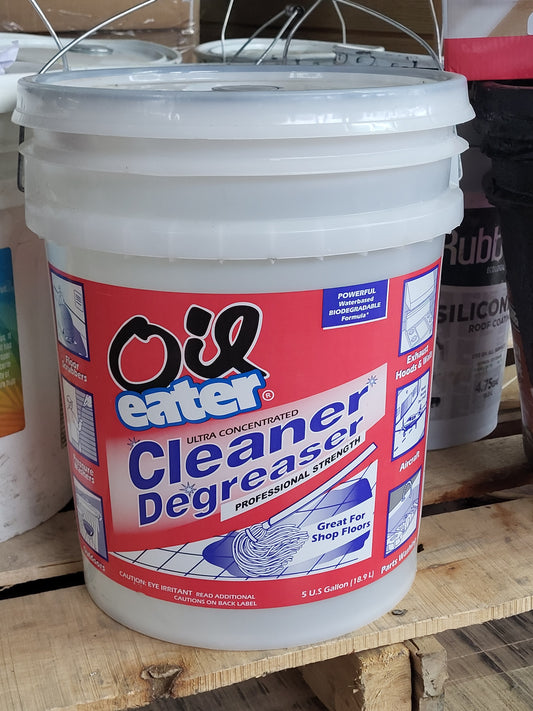 Oil
eater®
ULTRA CONCENTRATED
Cleaner
Degreaser
PROFESSIONAL STRENGTH
POWERFUL
Waterbased
BIODEGRADABLE
Formula*
Floor
Exhaust
Hoods &
Aircraft
Parts
Great For
Shop Floors
CAUTION: EYE IRRITANT READ ADDITIONAL
CAUTIONS ON BACK LABEL
5 U.S Gallon (18.9 L)
Rubb
SILICON
ROOF COAT
4.75